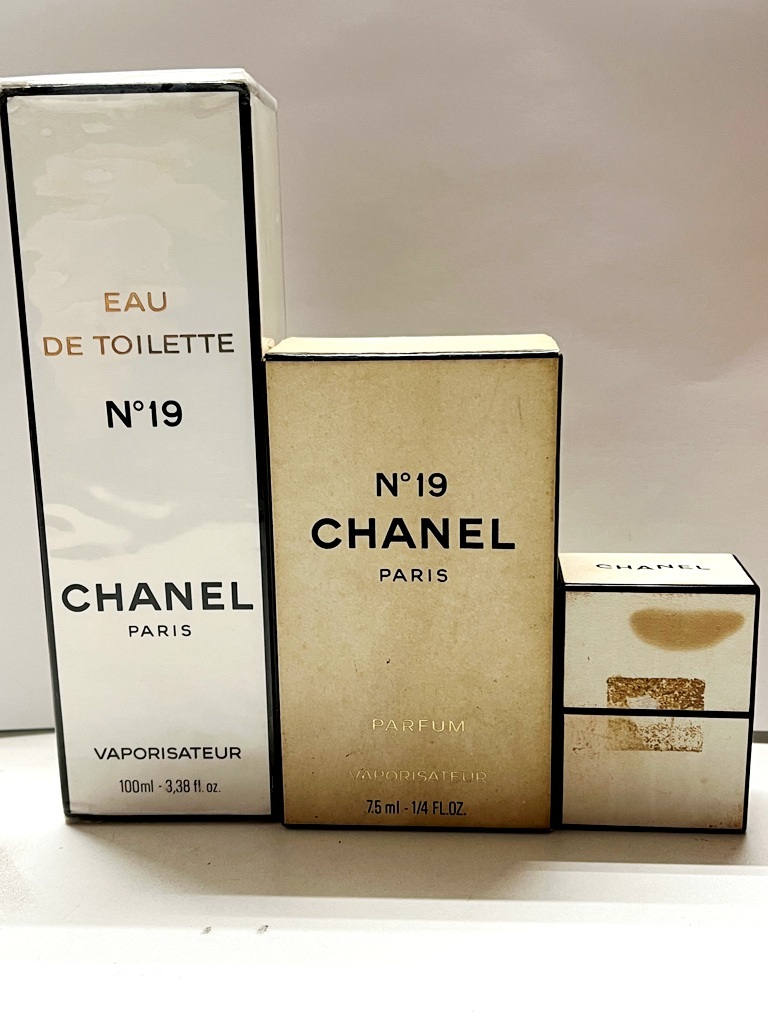 EAU
DE TOILETTE
N°19
CHANEL
PARIS
VAPORISATEUR
100ml - 3,38 fl. oz.
N°19
CHANEL
PARIS
PARFUM
VAPORISATEUR
7.5 ml - 1/4 FL.OZ.
CHANEL